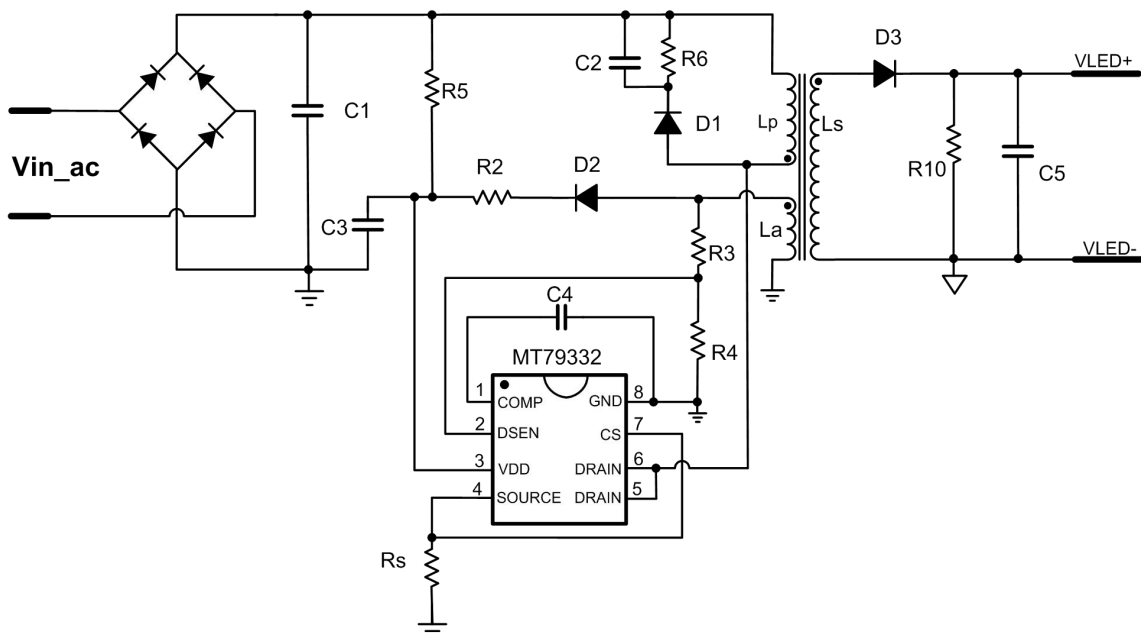 D3
VLED+
C2
R6
R5
C1
D1
Lp
Ls
Vin_ac
R10
C5
R2
D2
C3
La
R3
VLED-
C4
R4
MT79332
1
COMP
GND
8
2
DSEN
CS
7
3
VDD
DRAIN
6
4
SOURCE
DRAIN
5
Rs